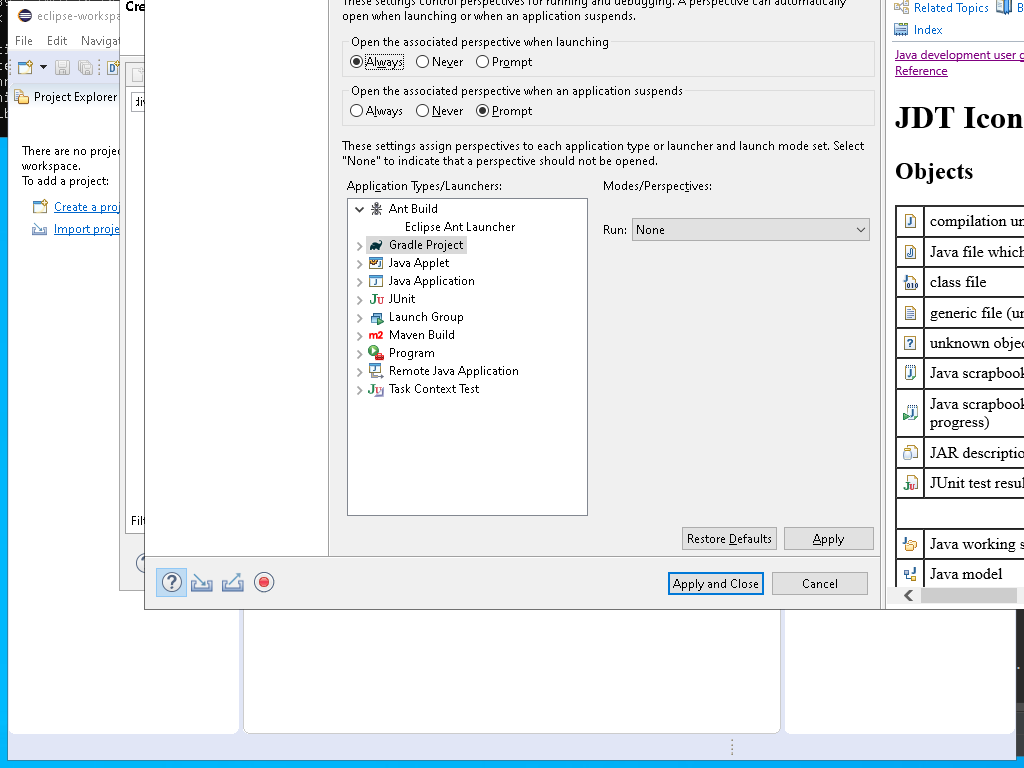 These settings control perspectives for running and debugging. A perspective can automatically
open when launching or when an application suspends.
Open the associated perspective when launching
Always
Never
Prompt
Open the associated perspective when an application suspends
Always
Never
Prompt
These settings assign perspectives to each application type or launcher and launch mode set. Select
"None" to indicate that a perspective should not be opened.
Application Types/Launchers:
Modes/Perspectives:
Ant Build
Eclipse Ant Launcher
Gradle Project
Java Applet
Java Application
JUnit
Launch Group
Maven Build
Program
Remote Java Application
Task Context Test
Run:
None
Restore Defaults
Apply
Apply and Close
Cancel
eclipse-workspa
File
Edit
Navigat
Project Explorer
There are no proje
workspace.
To add a project:
Create a proj
Import proje
Cre
Filt
Related Topics
B
Index
Java development user g
Reference
JDT Icon
Objects
compilation un
Java file which
class file
generic file (un
unknown objec
Java scrapbook
Java scrapbook
progress)
JAR descriptio
JUnit test resul
Java working s
Java model